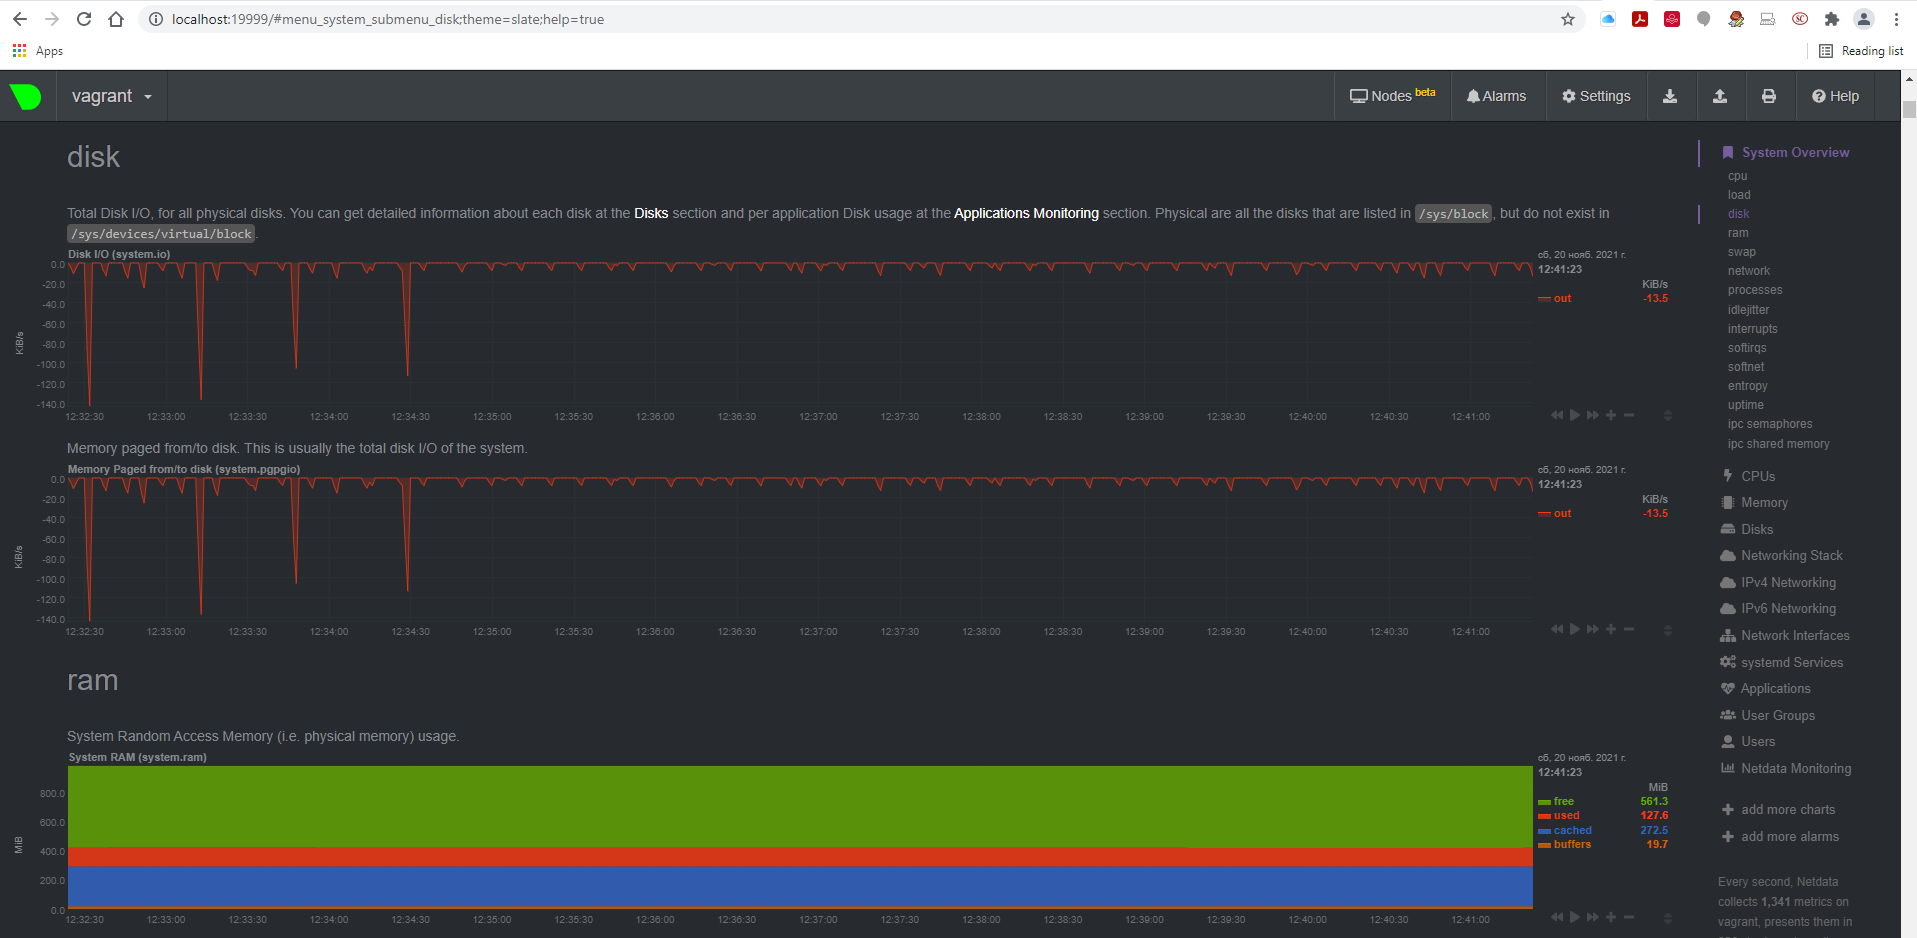 localhost:19999/#menu_system_submenu_disk;theme=slate;help=true
Apps
Reading list
vagrant
Nodes beta
Alarms
Settings
Help
disk
Total Disk I/O, for all physical disks. You can get detailed information about each disk at the Disks section and per application Disk usage at the Applications Monitoring section. Physical are all the disks that are listed in /sys/block, but do not exist in
/sys/devices/virtual/block.
Disk I/O (system.io)
сб, 20 нояб. 2021 г.
12:41:23
KiB/s
out -13.5
KiB/s
0.0
-20.0
-40.0
-60.0
-80.0
-100.0
-120.0
-140.0
12:32:30 12:33:00 12:33:30 12:34:00 12:34:30 12:35:00 12:35:30 12:36:00 12:36:30 12:37:00 12:37:30 12:38:00 12:38:30 12:39:00 12:39:30 12:40:00 12:40:30 12:41:00
Memory paged from/to disk. This is usually the total disk I/O of the system.
Memory Paged from/to disk (system.pgpgio)
сб, 20 нояб. 2021 г.
12:41:23
KiB/s
out -13.5
KiB/s
0.0
-20.0
-40.0
-60.0
-80.0
-100.0
-120.0
-140.0
12:32:30 12:33:00 12:33:30 12:34:00 12:34:30 12:35:00 12:35:30 12:36:00 12:36:30 12:37:00 12:37:30 12:38:00 12:38:30 12:39:00 12:39:30 12:40:00 12:40:30 12:41:00
ram
System Random Access Memory (i.e. physical memory) usage.
System RAM (system.ram)
сб, 20 нояб. 2021 г.
12:41:23
MiB
free 561.3
used 127.6
cached 272.5
buffers 19.7
MiB
800.0
600.0
400.0
200.0
0.0
12:32:30 12:33:00 12:33:30 12:34:00 12:34:30 12:35:00 12:35:30 12:36:00 12:36:30 12:37:00 12:37:30 12:38:00 12:38:30 12:39:00 12:39:30 12:40:00 12:40:30 12:41:00
System Overview
cpu
load
disk
ram
swap
network
processes
idlejitter
interrupts
softirqs
softnet
entropy
uptime
ipc semaphores
ipc shared memory
CPUs
Memory
Disks
Networking Stack
IPv4 Networking
IPv6 Networking
Network Interfaces
systemd Services
Applications
User Groups
Users
Netdata Monitoring
add more charts
add more alarms
Every second, Netdata
collects 1,341 metrics on
vagrant, presents them in